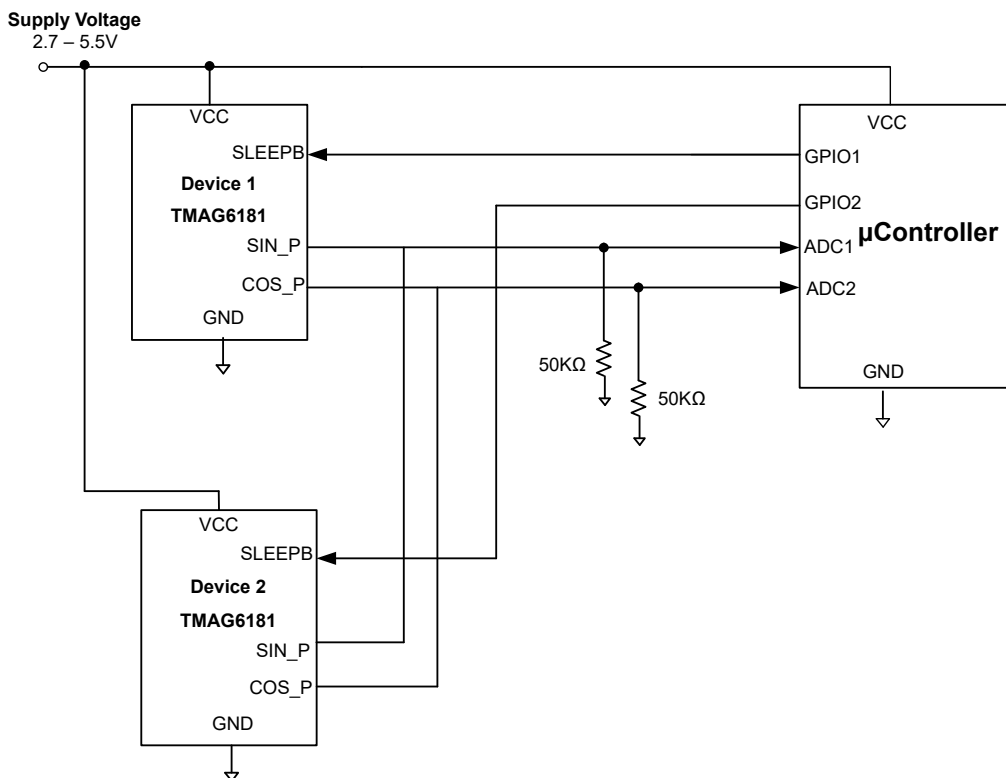 Supply Voltage
2.7 – 5.5V
VCC
SLEEPB
Device 1
TMAG6181
SIN_P
COS_P
GND
VCC
GPIO1
GPIO2
µController
ADC1
ADC2
GND
50KΩ
50KΩ
VCC
SLEEPB
Device 2
TMAG6181
SIN_P
COS_P
GND